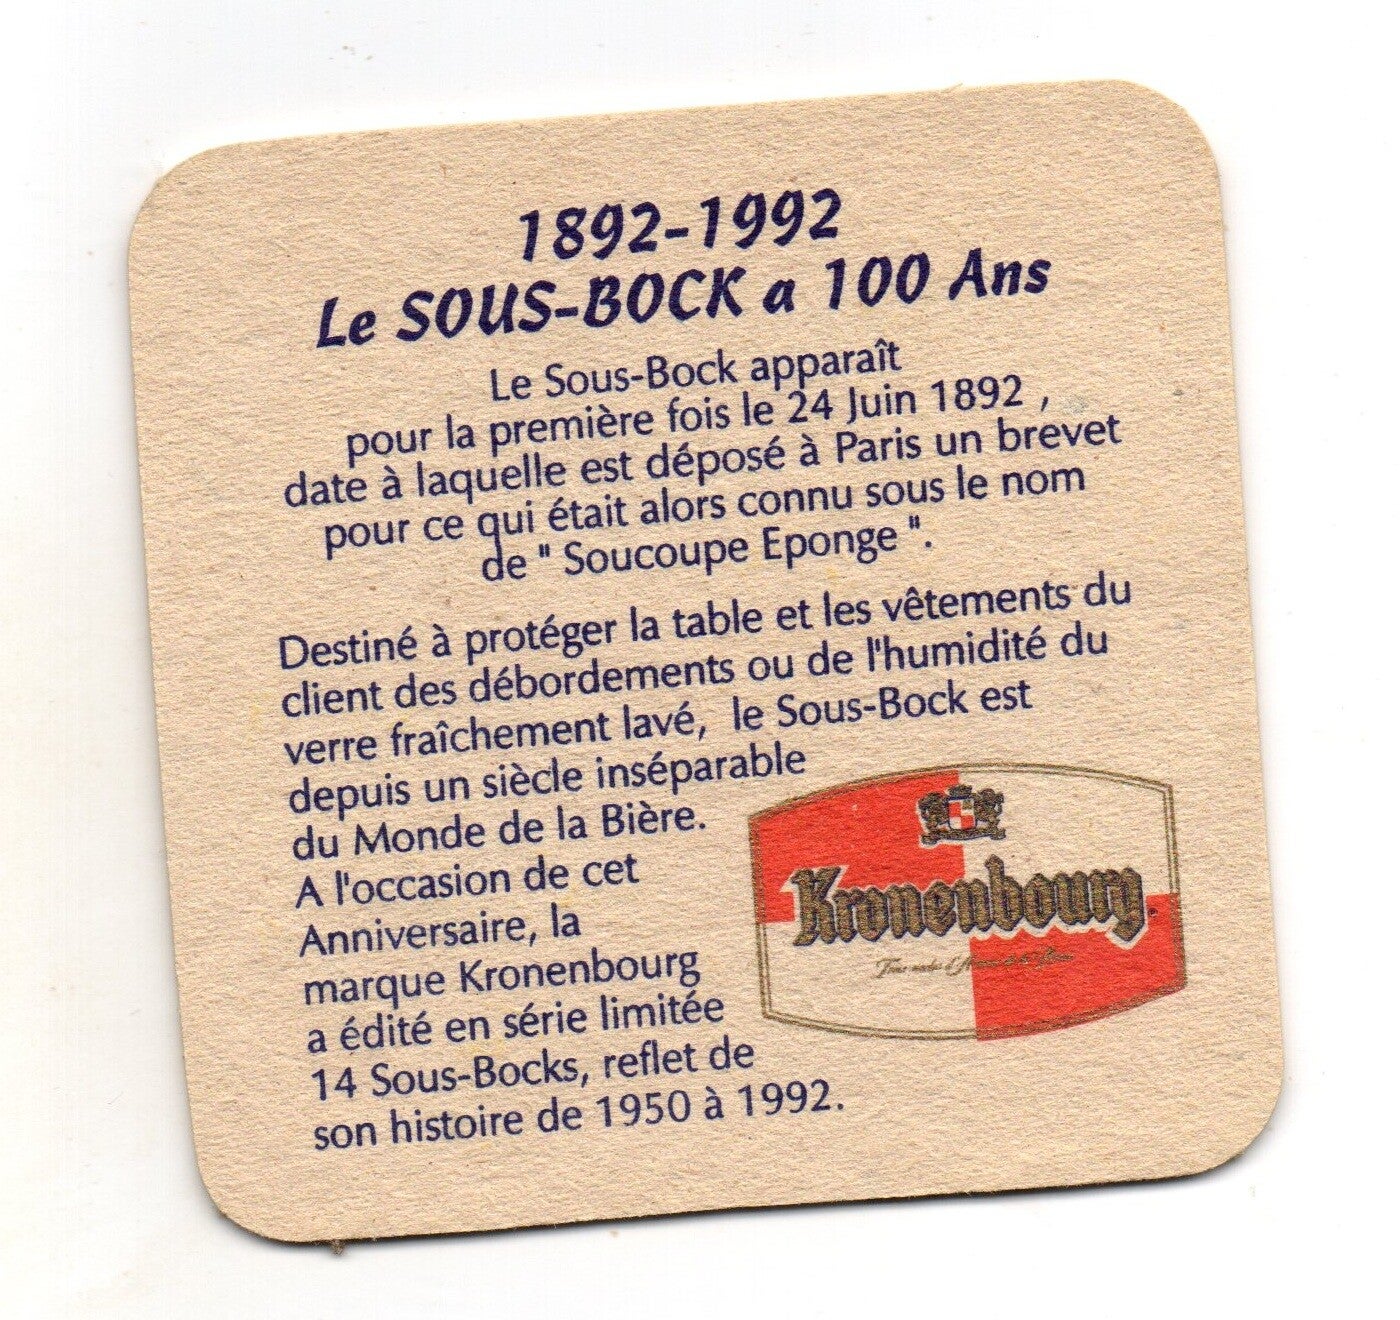 1892-1992
Le SOUS-BOCK a 100 Ans
Le Sous-Bock apparaît
pour la première fois le 24 Juin 1892 ,
date à laquelle est déposé à Paris un brevet
pour ce qui était alors connu sous le nom
de " Soucoupe Eponge ".
Destiné à protéger la table et les vêtements du
client des débordements ou de l'humidité du
verre fraîchement lavé, le Sous-Bock est
depuis un siècle inséparable
du Monde de la Bière.
A l'occasion de cet
Anniversaire, la
marque Kronenbourg
a édité en série limitée
14 Sous-Bocks, reflet de
son histoire de 1950 à 1992.
Kronenbourg.